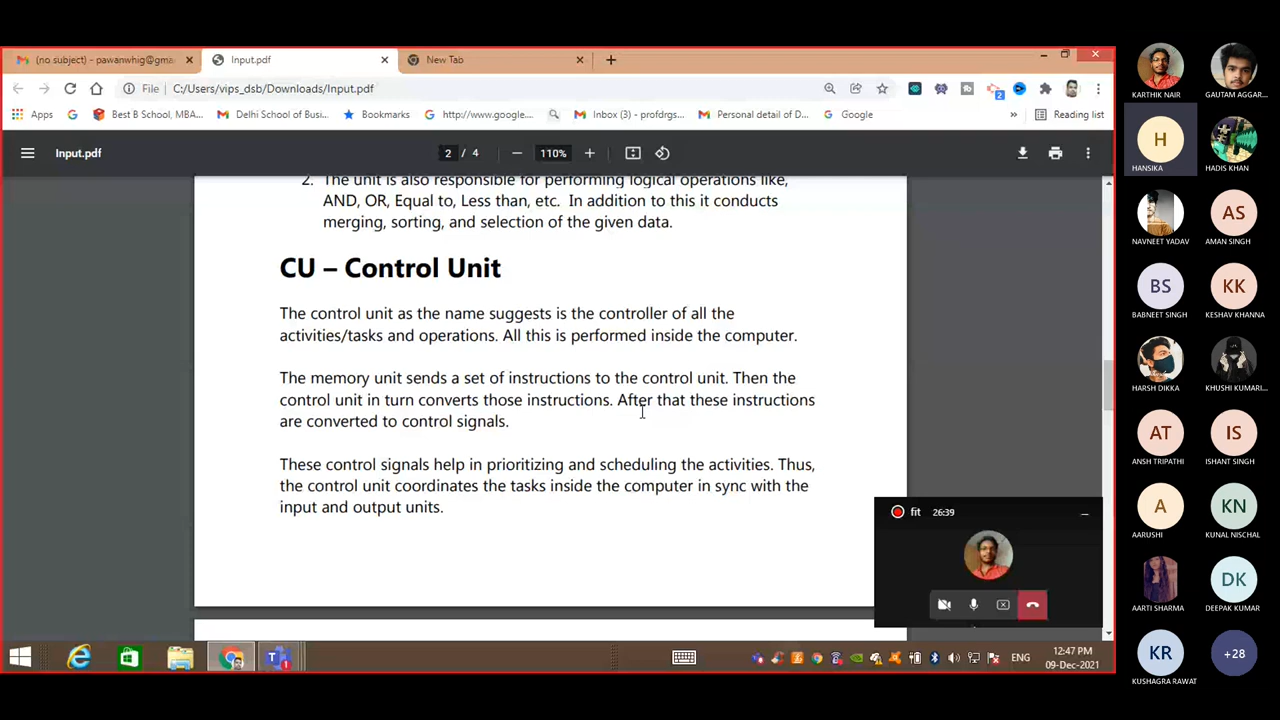 (no subject) - pawanwhig@gma
Input.pdf
New Tab
File
C:/Users/vips_dsb/Downloads/Input.pdf
2
Apps
Best B School, MBA...
Delhi School of Busi...
Bookmarks
http://www.google....
Inbox (3) - profdrgs...
Personal detail of D...
Google
»
Reading list
Input.pdf
2 / 4
110%
2. The unit is also responsible for performing logical operations like,
AND, OR, Equal to, Less than, etc. In addition to this it conducts
merging, sorting, and selection of the given data.
CU – Control Unit
The control unit as the name suggests is the controller of all the
activities/tasks and operations. All this is performed inside the computer.
The memory unit sends a set of instructions to the control unit. Then the
control unit in turn converts those instructions. After that these instructions
are converted to control signals.
These control signals help in prioritizing and scheduling the activities. Thus,
the control unit coordinates the tasks inside the computer in sync with the
input and output units.
fit
26:39
ENG
12:47 PM
09-Dec-2021
KARTHIK NAIR
GAUTAM AGGAR...
H
HANSIKA
HADIS KHAN
NAVNEET YADAV
AS
AMAN SINGH
BS
BABNEET SINGH
KK
KESHAV KHANNA
HARSH DIKKA
KHUSHI KUMARI...
AT
ANSH TRIPATHI
IS
ISHANT SINGH
A
AARUSHI
KN
KUNAL NISCHAL
AARTI SHARMA
DK
DEEPAK KUMAR
KR
KUSHAGRA RAWAT
+28